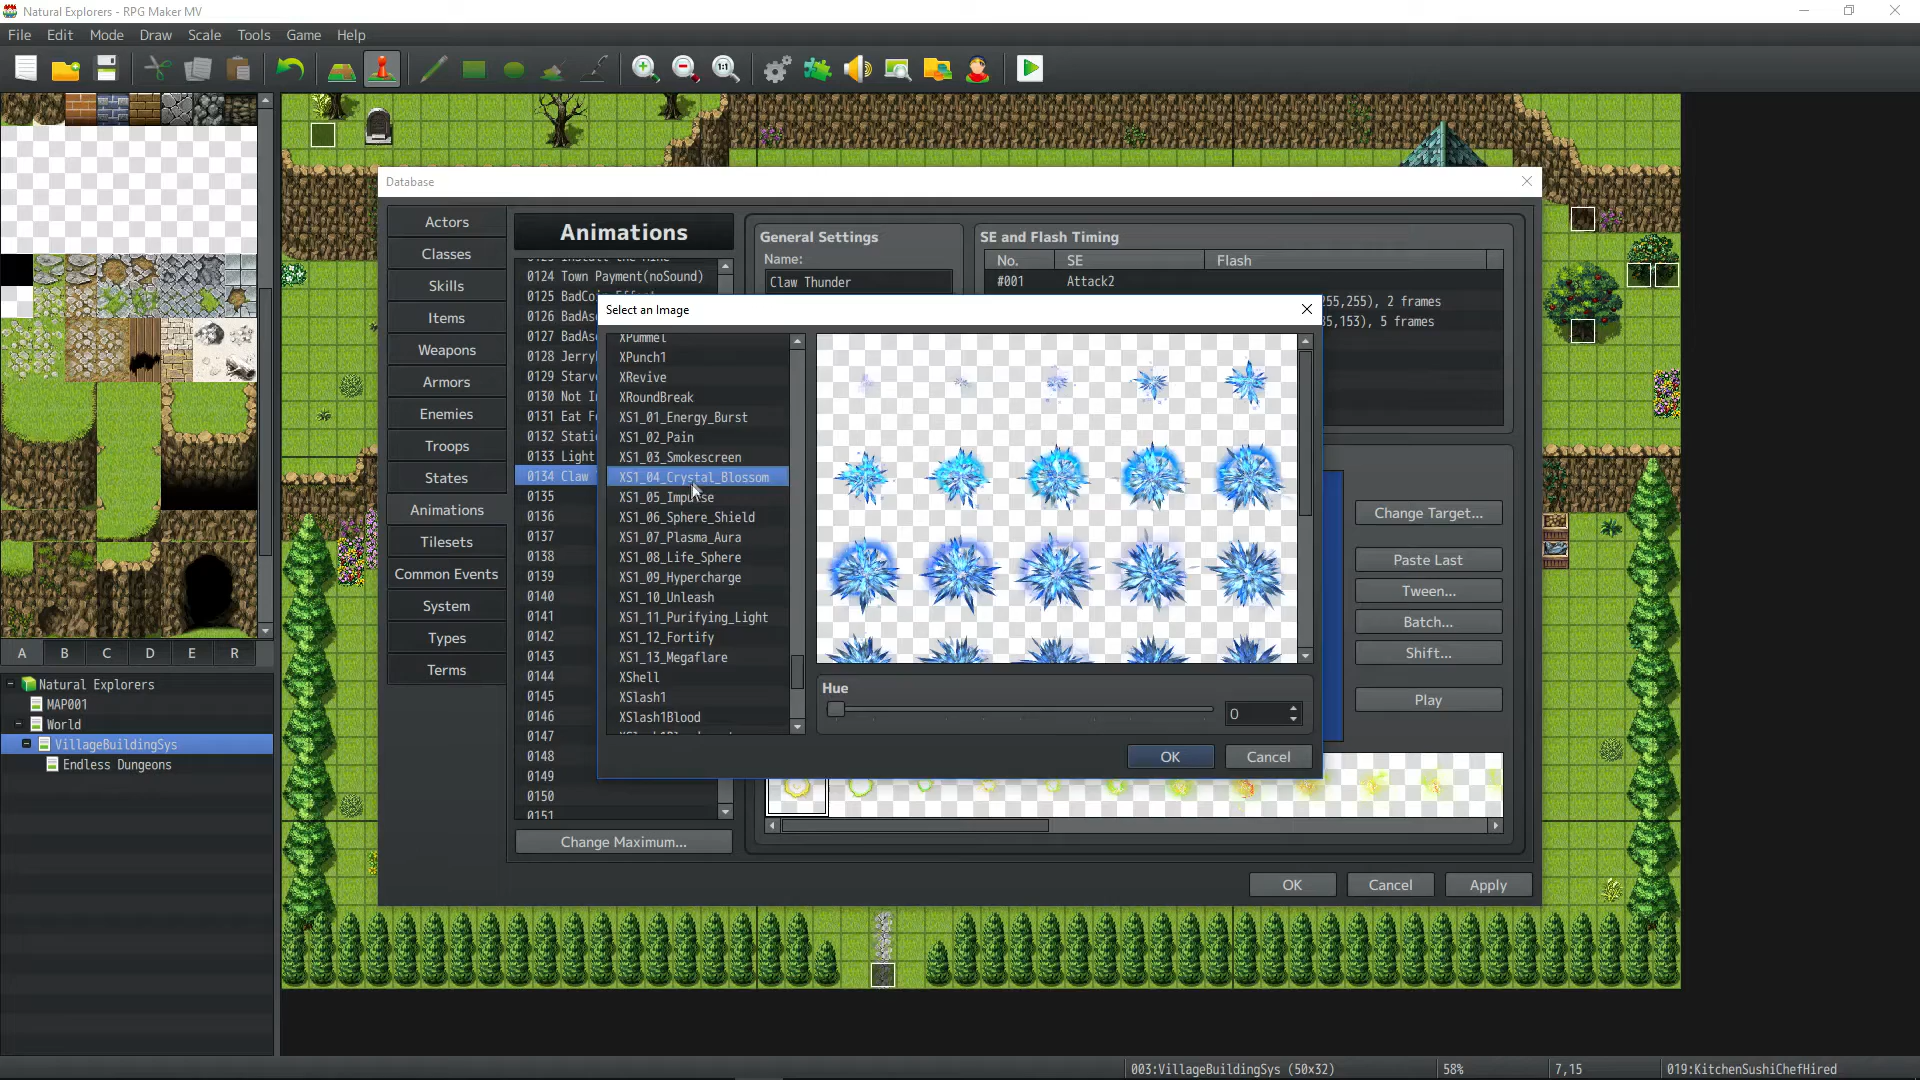 Natural Explorers - RPG Maker MV
File Edit Mode Draw Scale Tools Game Help
1:1
Database
Actors
Classes
Skills
Items
Weapons
Armors
Enemies
Troops
States
Animations
Tilesets
Common Events
System
Types
Terms
Animations
0124 Town Payment(noSound)
0125 BadCo
0126 BadAs
0127 BadAs
0128 Jerry
0129 Starv
0130 Not I
0131 Eat F
0132 Stati
0133 Light
0134 Claw
0135
0136
0137
0138
0139
0140
0141
0142
0143
0144
0145
0146
0147
0148
0149
0150
0151
Change Maximum...
General Settings
Name:
Claw Thunder
SE and Flash Timing
No. SE Flash
#001 Attack2
255,255), 2 frames
5,153), 5 frames
Select an Image
XPummel
XPunch1
XRevive
XRoundBreak
XS1_01_Energy_Burst
XS1_02_Pain
XS1_03_Smokescreen
XS1_04_Crystal_Blossom
XS1_05_Impulse
XS1_06_Sphere_Shield
XS1_07_Plasma_Aura
XS1_08_Life_Sphere
XS1_09_Hypercharge
XS1_10_Unleash
XS1_11_Purifying_Light
XS1_12_Fortify
XS1_13_Megaflare
XShell
XSlash1
XSlash1Blood
Hue
0
OK Cancel
Change Target...
Paste Last
Tween...
Batch...
Shift...
Play
OK Cancel Apply
A B C D E R
Natural Explorers
MAP001
World
VillageBuildingSys
Endless Dungeons
003:VillageBuildingSys (50x32) 58% 7,15 019:KitchenSushiChefHired